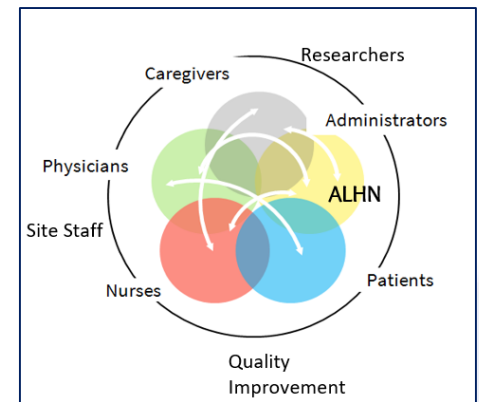 Researchers
Caregivers
Administrators
Physicians
ALHN
Site Staff
Nurses
Patients
Quality
Improvement